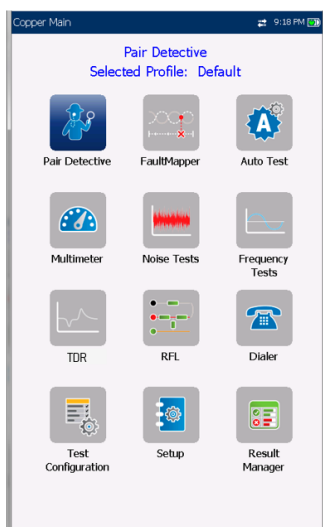 Copper Main 9:18 PM
Pair Detective
Selected Profile: Default
Pair Detective FaultMapper Auto Test
A
Multimeter Noise Tests Frequency
Tests
TDR RFL Dialer
Test
Configuration Setup Result
Manager